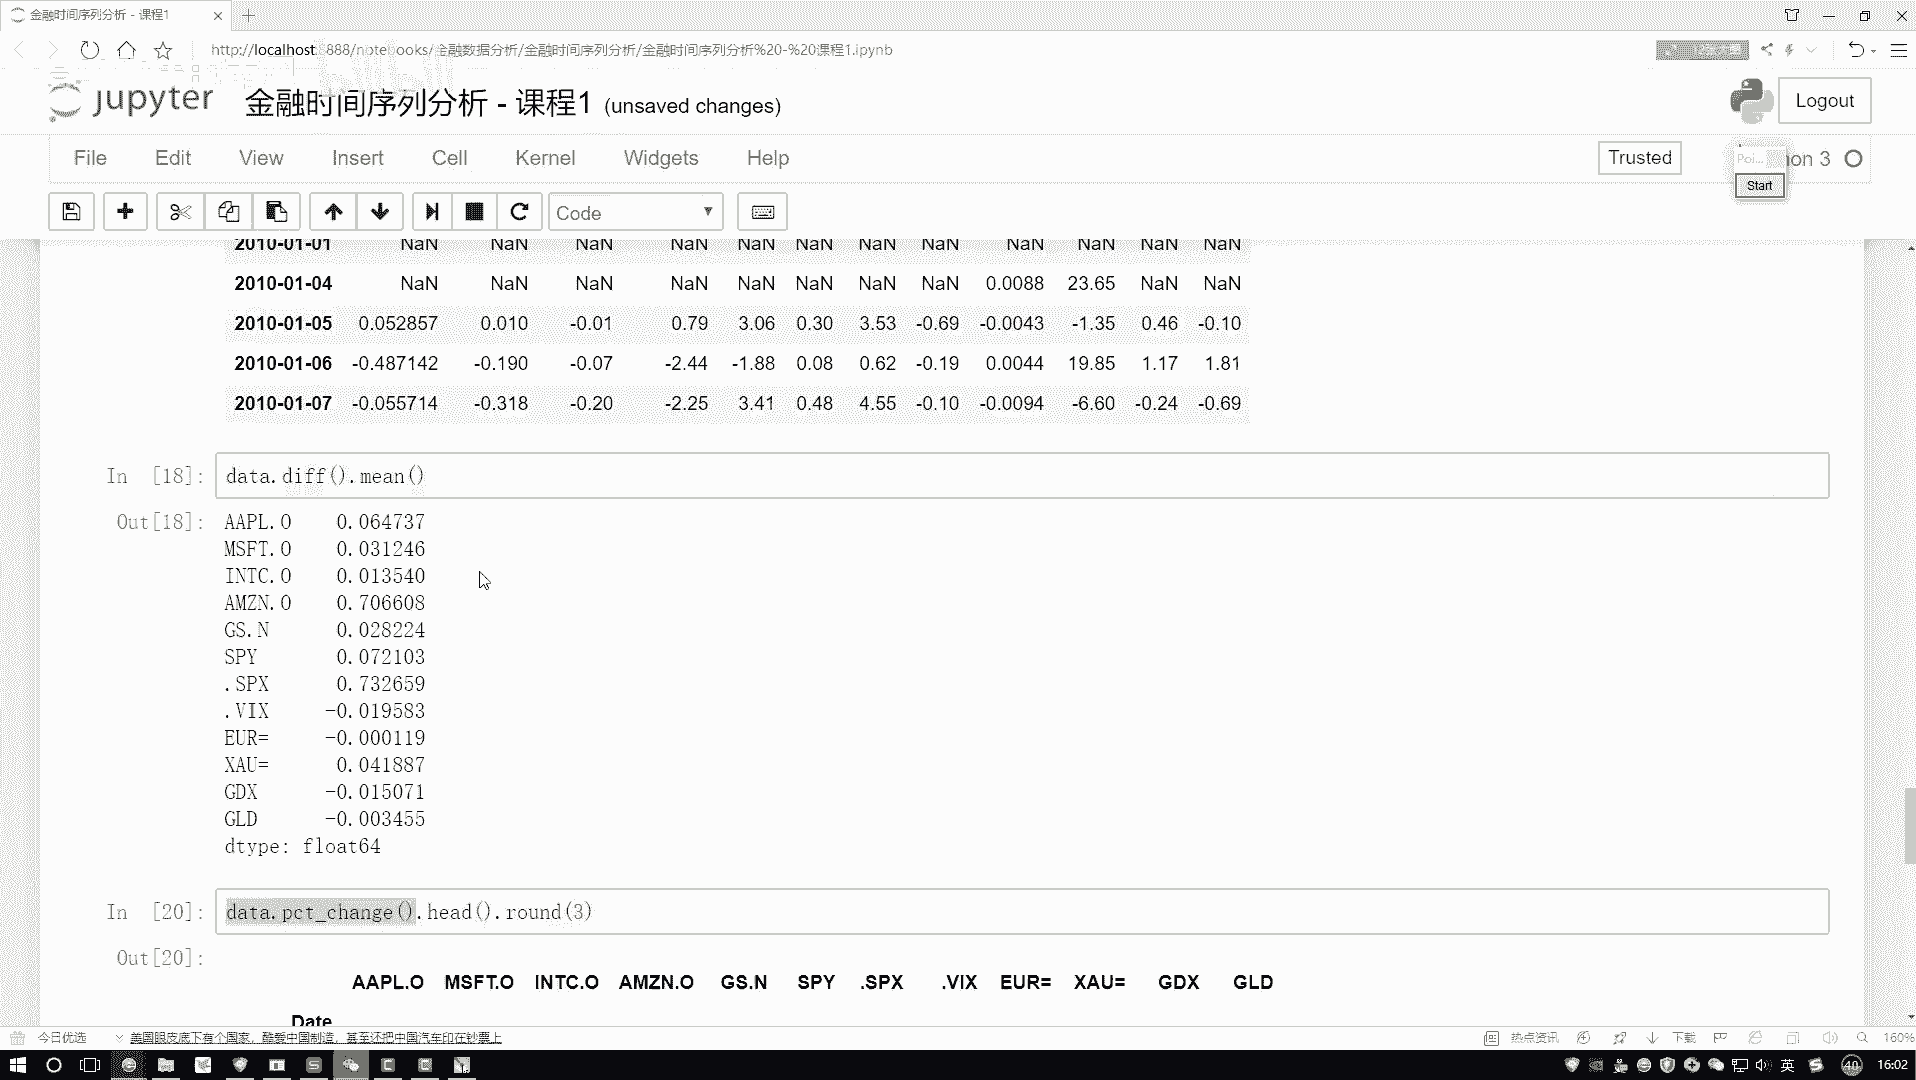 金融时间序列分析 - 课程1
http://localhost:8888/notebooks/金融数据分析/金融时间序列分析/金融时间序列分析%20-%20课程1.ipynb
jupyter 金融时间序列分析 - 课程1 (unsaved changes)
Logout
File Edit View Insert Cell Kernel Widgets Help
Trusted
Poi...
on 3
Start
Code
2010-01-01 NaN NaN NaN NaN NaN NaN NaN NaN NaN NaN NaN NaN
2010-01-04 NaN NaN NaN NaN NaN NaN NaN NaN 0.0088 23.65 NaN NaN
2010-01-05 0.052857 0.010 -0.01 0.79 3.06 0.30 3.53 -0.69 -0.0043 -1.35 0.46 -0.10
2010-01-06 -0.487142 -0.190 -0.07 -2.44 -1.88 0.08 0.62 -0.19 0.0044 19.85 1.17 1.81
2010-01-07 -0.055714 -0.318 -0.20 -2.25 3.41 0.48 4.55 -0.10 -0.0094 -6.60 -0.24 -0.69
In [18]: data.diff().mean()
Out[18]: AAPL.O 0.064737
MSFT.O 0.031246
INTC.O 0.013540
AMZN.O 0.706608
GS.N 0.028224
SPY 0.072103
.SPX 0.732659
.VIX -0.019583
EUR= -0.000119
XAU= 0.041887
GDX -0.015071
GLD -0.003455
dtype: float64
In [20]: data.pct_change().head().round(3)
Out[20]:
AAPL.O MSFT.O INTC.O AMZN.O GS.N SPY .SPX .VIX EUR= XAU= GDX GLD
Date
今日优选 美国眼皮底下有个国家，酷爱中国制造，甚至还把中国汽车印在钞票上
热点资讯 下载 160%
英 40 16:02